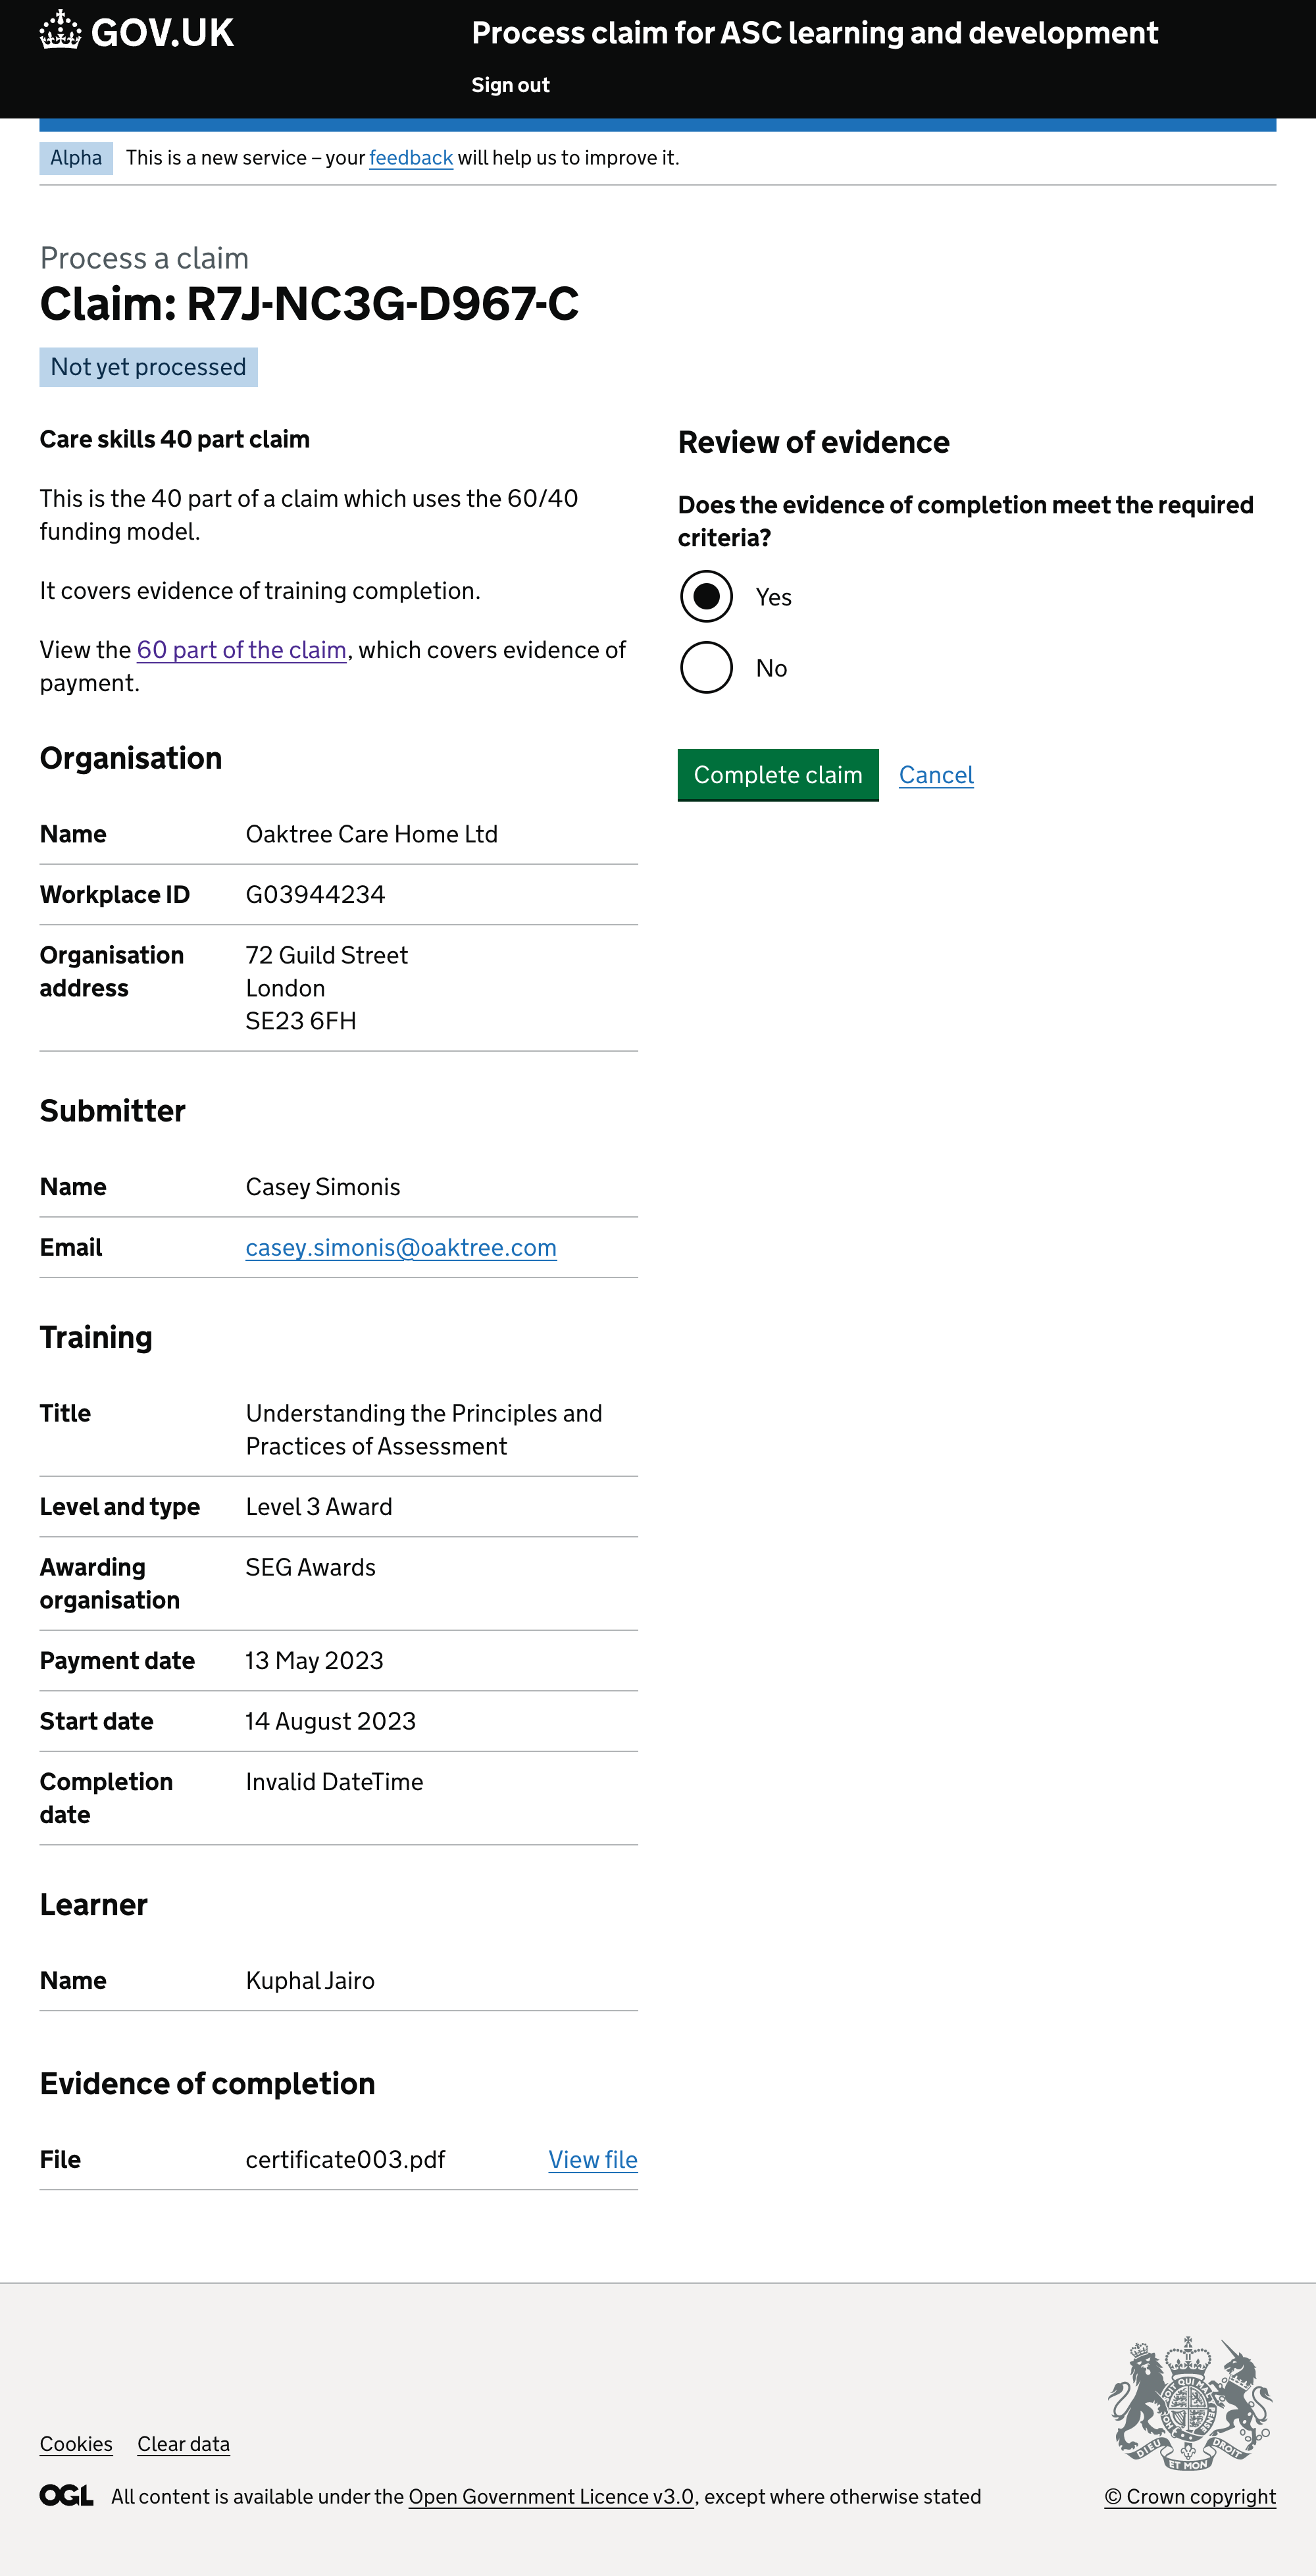 GOV.UK
Process claim for ASC learning and development
Sign out
Alpha
This is a new service – your feedback will help us to improve it.
Process a claim
Claim: R7J-NC3G-D967-C
Not yet processed
Care skills 40 part claim
This is the 40 part of a claim which uses the 60/40
funding model.
It covers evidence of training completion.
View the 60 part of the claim, which covers evidence of
payment.
Organisation
Name Oaktree Care Home Ltd
Workplace ID G03944234
Organisation
address
72 Guild Street
London
SE23 6FH
Submitter
Name Casey Simonis
Email casey.simonis@oaktree.com
Training
Title
Understanding the Principles and
Practices of Assessment
Level and type Level 3 Award
Awarding
organisation
SEG Awards
Payment date 13 May 2023
Start date 14 August 2023
Completion
date
Invalid DateTime
Learner
Name Kuphal Jairo
Evidence of completion
File certificate003.pdf View file
Review of evidence
Does the evidence of completion meet the required
criteria?
Yes
No
Complete claim Cancel
Cookies Clear data
OGL All content is available under the Open Government Licence v3.0, except where otherwise stated
DIEU ET MON DROIT
© Crown copyright